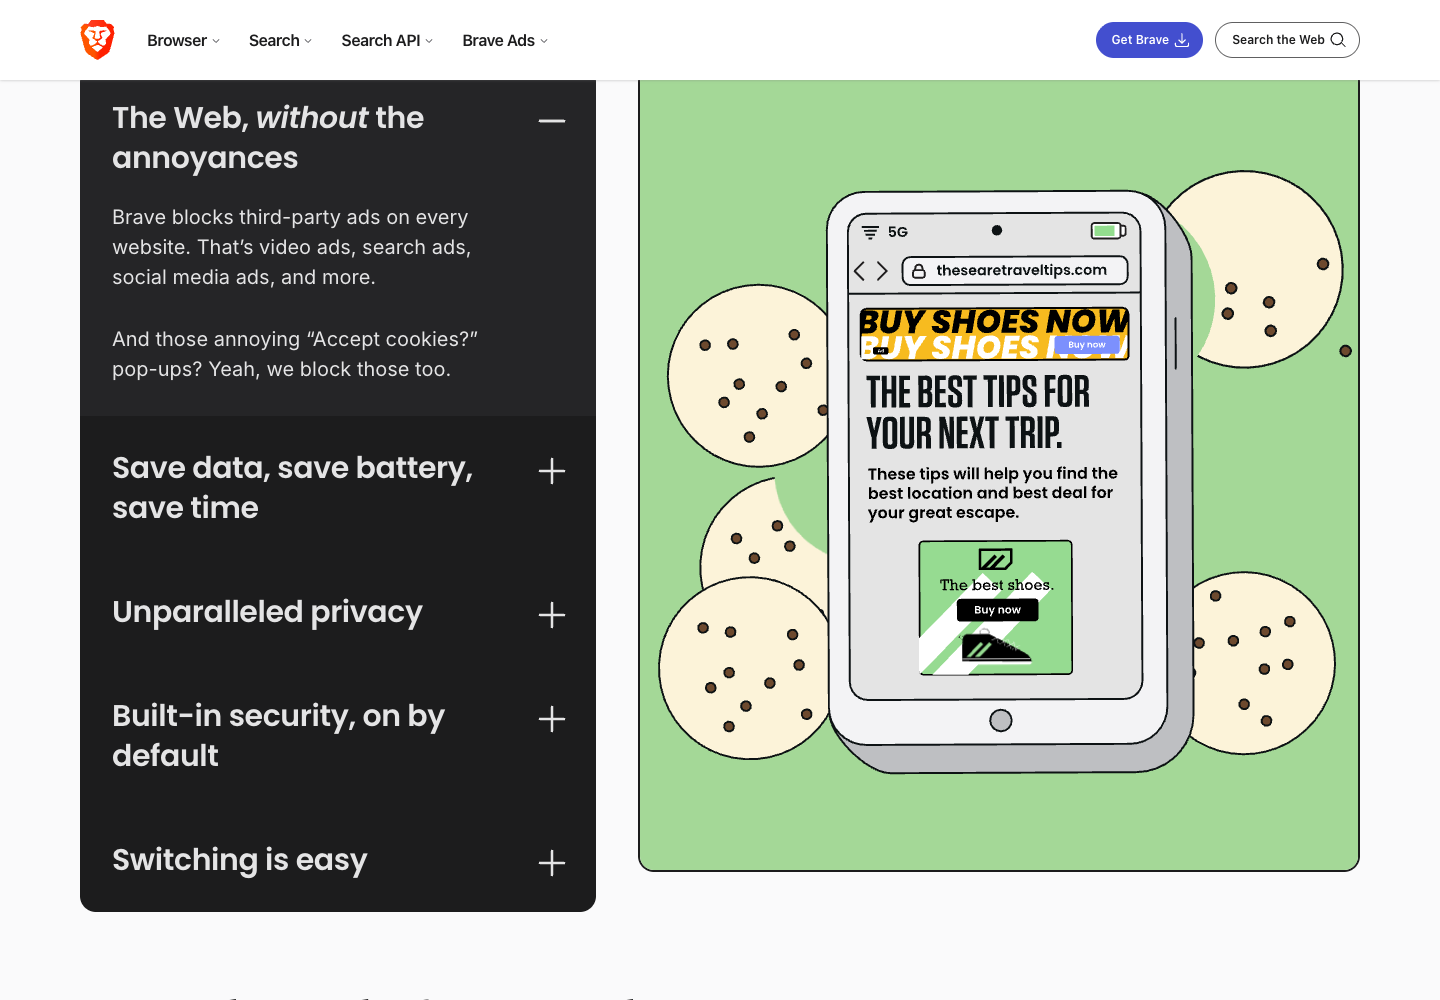 Browser
Search
Search API
Brave Ads
Get Brave
Search the Web
The Web, without the
annoyances
Brave blocks third-party ads on every
website. That’s video ads, search ads,
social media ads, and more.
And those annoying “Accept cookies?”
pop-ups? Yeah, we block those too.
Save data, save battery,
save time
Unparalleled privacy
Built-in security, on by
default
Switching is easy
5G
thesearetraveltips.com
BUY SHOES NOW
BUY SHOES NOW
Ad
Buy now
THE BEST TIPS FOR
YOUR NEXT TRIP.
These tips will help you find the
best location and best deal for
your great escape.
The best shoes.
Buy now